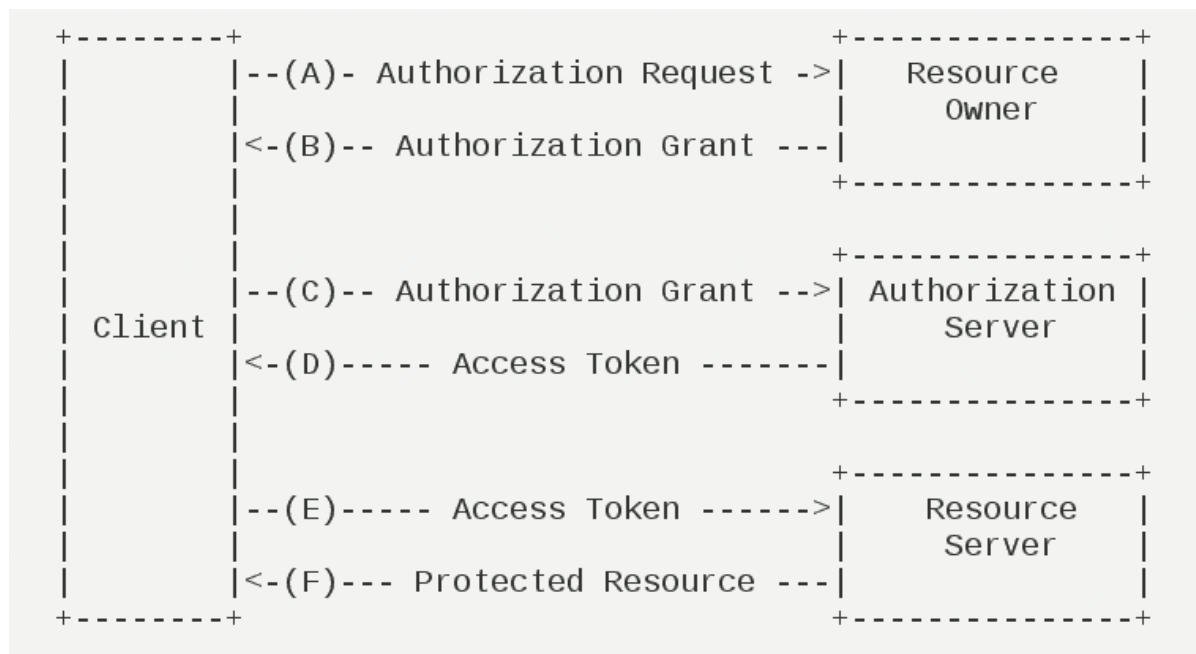 +--------+                               +---------------+
|        |--(A)- Authorization Request ->|   Resource    |
|        |                               |     Owner     |
|        |<-(B)-- Authorization Grant ---|               |
|        |                               +---------------+
|        |
|        |                               +---------------+
|        |--(C)-- Authorization Grant -->| Authorization |
| Client |                               |     Server    |
|        |<-(D)----- Access Token -------|               |
|        |                               +---------------+
|        |
|        |                               +---------------+
|        |--(E)----- Access Token ------>|    Resource   |
|        |                               |     Server    |
|        |<-(F)--- Protected Resource ---|               |
+--------+                               +---------------+